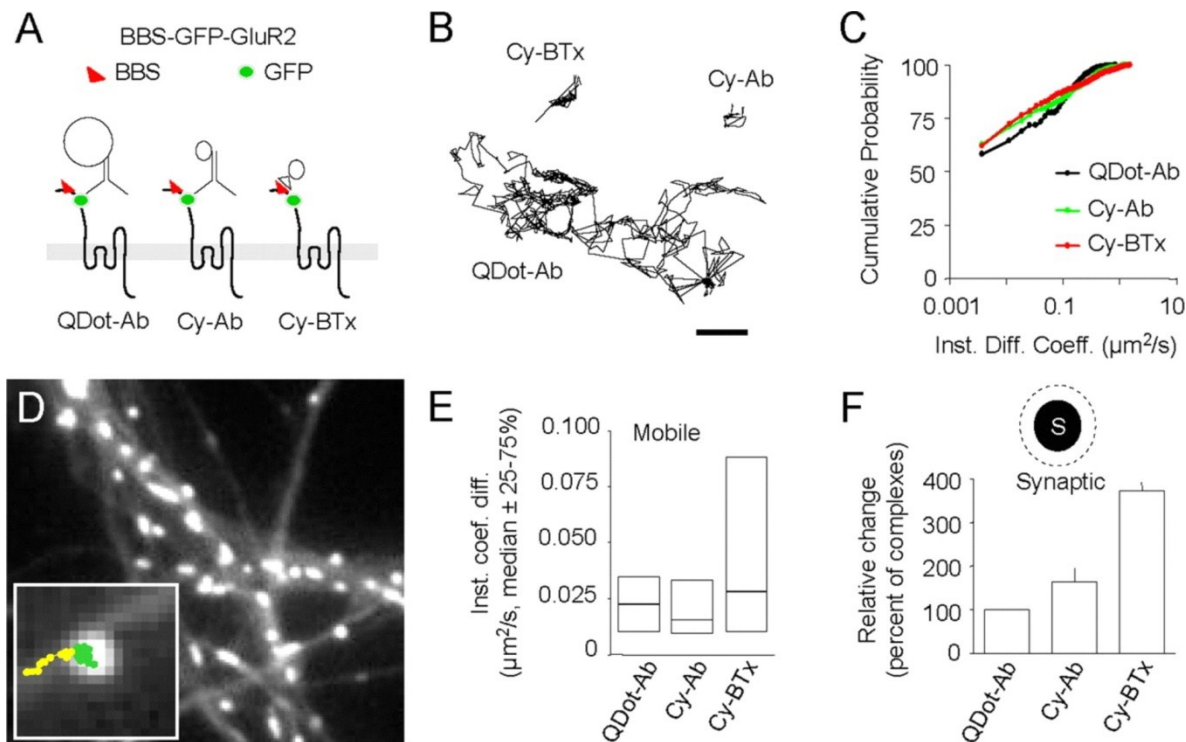 A
BBS-GFP-GluR2
BBS
GFP
QDot-Ab
Cy-Ab
Cy-BTx
B
Cy-BTx
Cy-Ab
QDot-Ab
C
Cumulative Probability
100
75
50
25
0
QDot-Ab
Cy-Ab
Cy-BTx
0.001
0.1
10
Inst. Diff. Coeff. (µm²/s)
D
E
Inst. coef. diff.
(µm²/s, median ± 25-75%)
Mobile
0.100
0.075
0.050
0.025
0
QDot-Ab
Cy-Ab
Cy-BTx
F
S
Synaptic
Relative change
(percent of complexes)
400
300
200
100
0
QDot-Ab
Cy-Ab
Cy-BTx